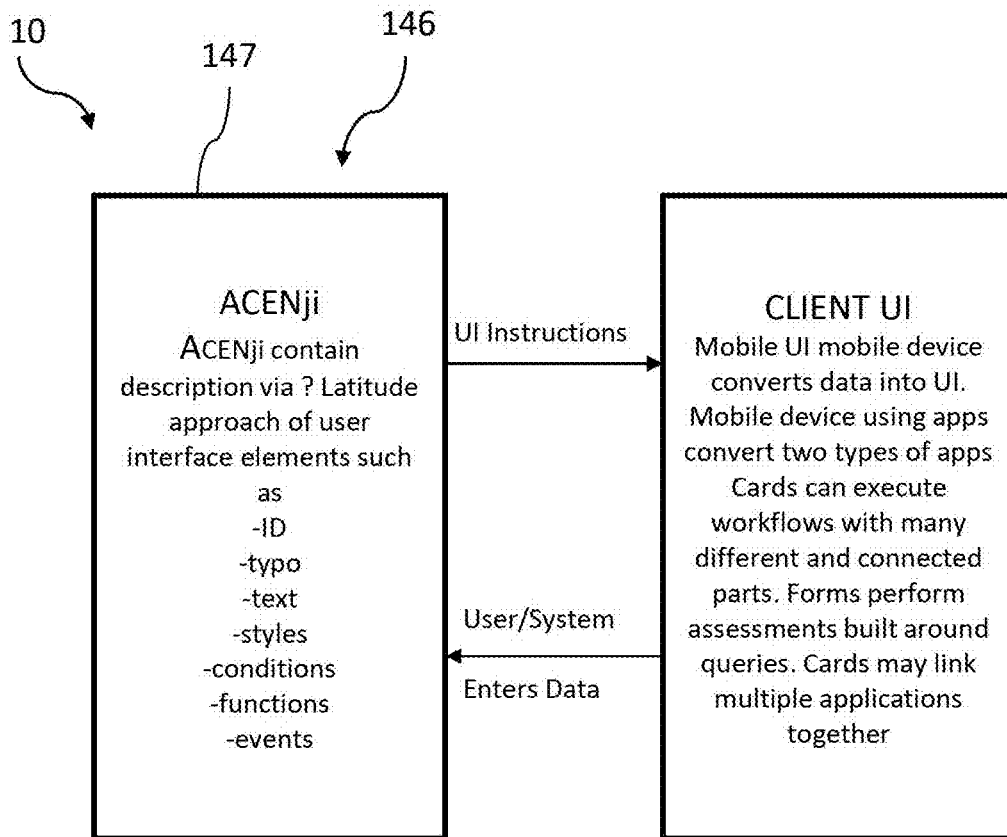 10
147
146
ACENji
ACENji contain
description via ? Latitude
approach of user
interface elements such
as
-ID
-typo
-text
-styles
-conditions
-functions
-events
UI Instructions
User/System
Enters Data
CLIENT UI
Mobile UI mobile device
converts data into UI.
Mobile device using apps
convert two types of apps
Cards can execute
workflows with many
different and connected
parts. Forms perform
assessments built around
queries. Cards may link
multiple applications
together